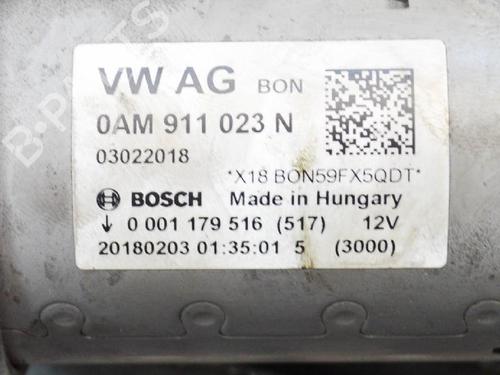 VW AG BON
0AM 911 023 N
03022018
*X18 BON59FX5QDT*
BOSCH Made in Hungary
↓ 0 001 179 516 (517) 12V
20180203 01:35:01 5 (3000)
B-PARTS